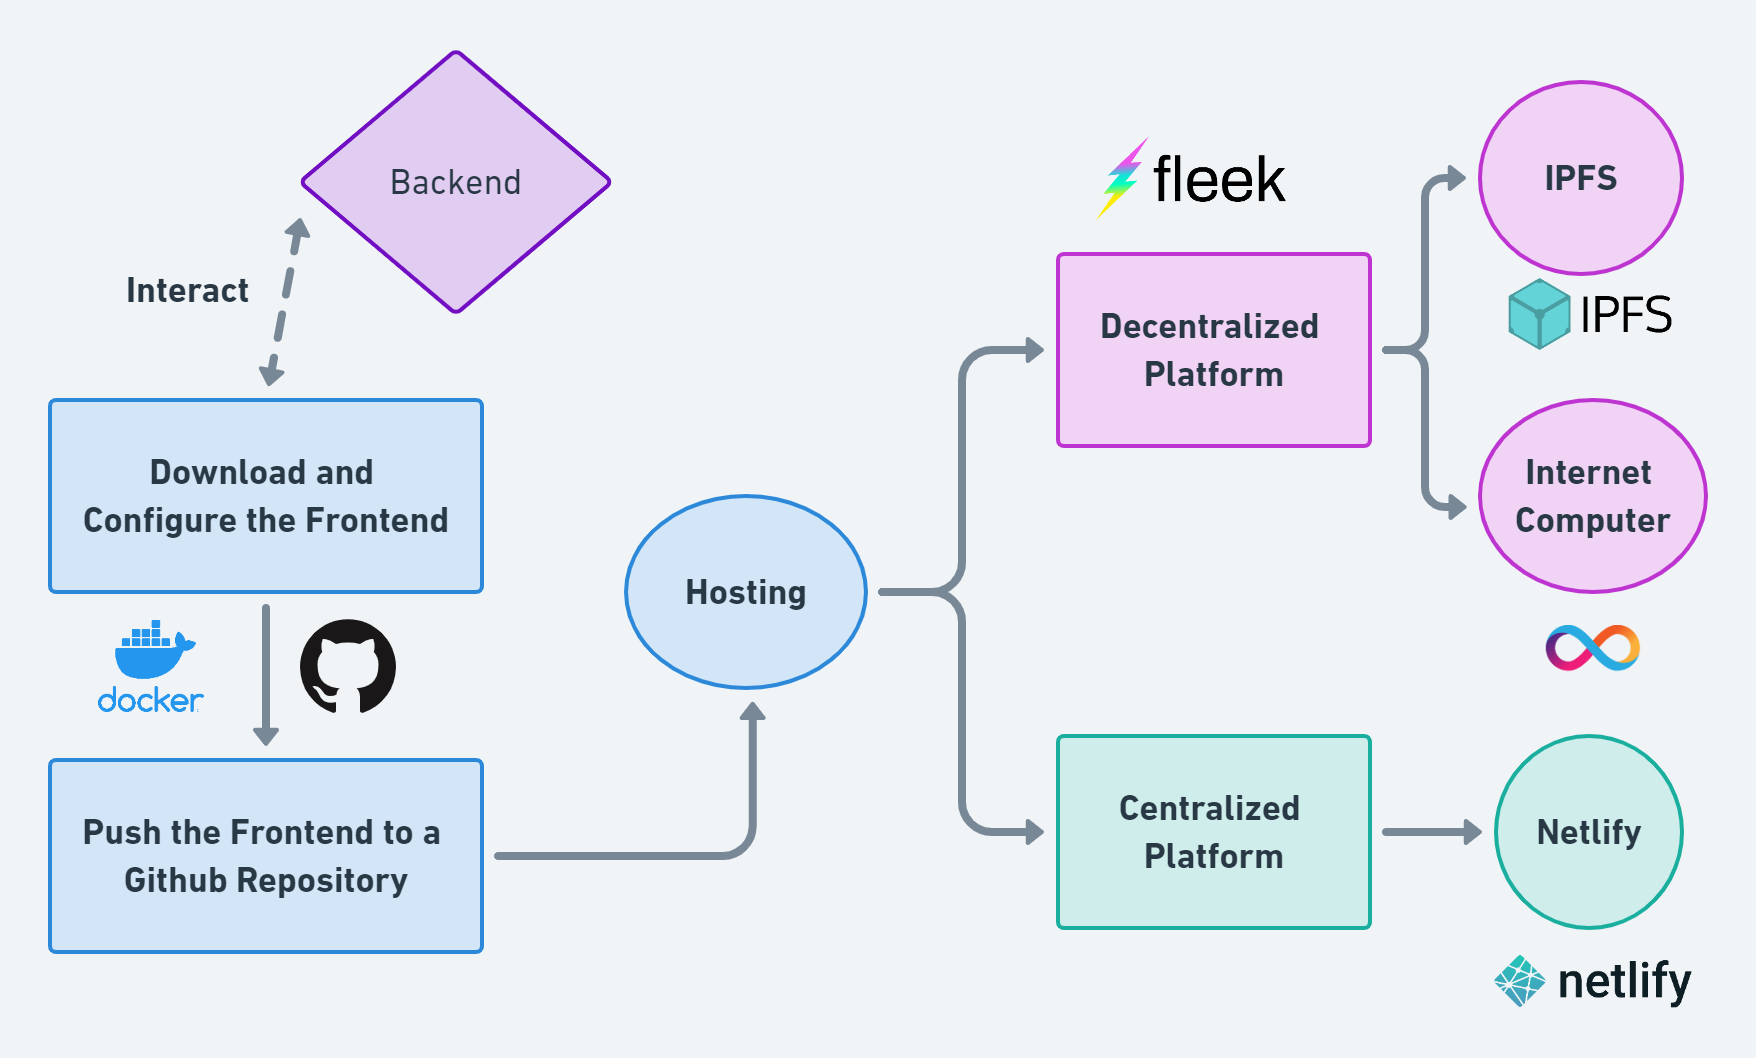 Backend
Interact
Download and
Configure the Frontend
docker
Push the Frontend to a
Github Repository
Hosting
fleek
Decentralized
Platform
IPFS
IPFS
Internet
Computer
Centralized
Platform
Netlify
netlify